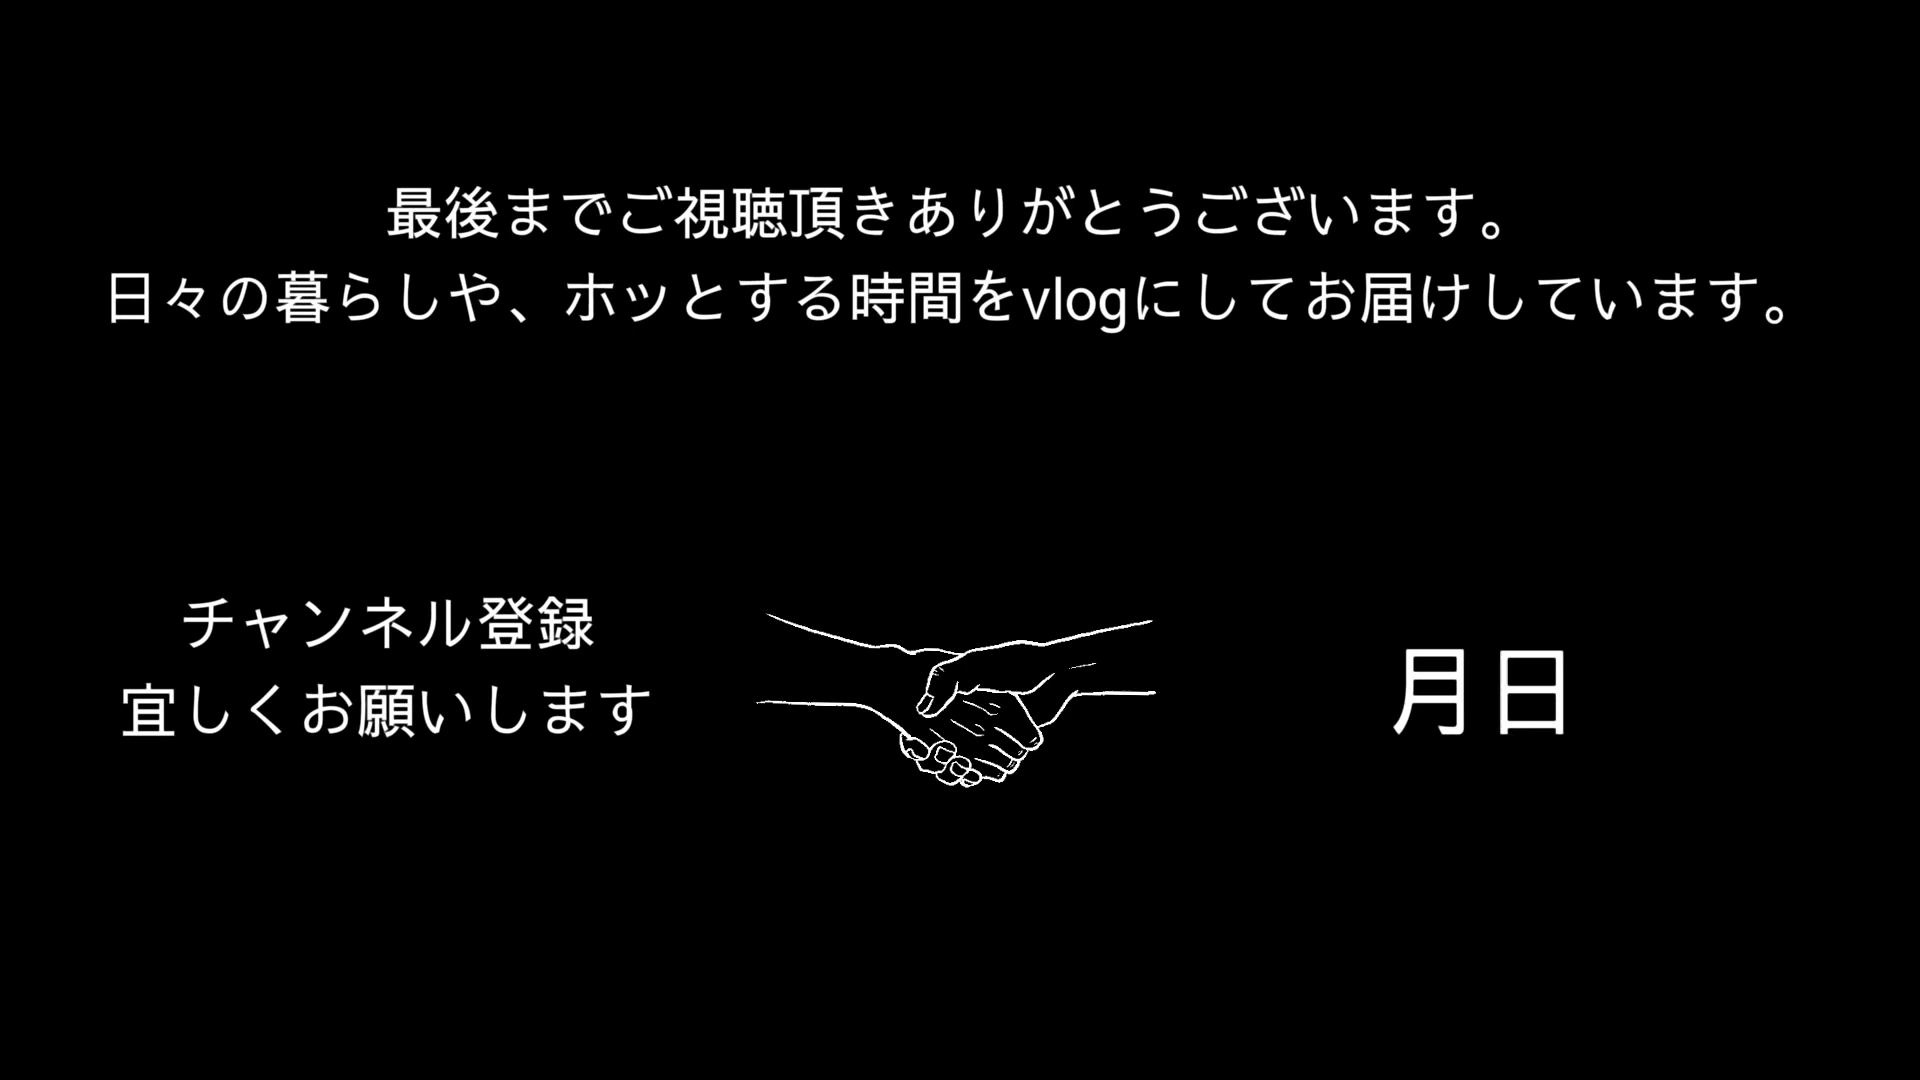 最後までご視聴頂きありがとうございます。
日々の暮らしや、ホッとする時間をvlogにしてお届けしています。
チャンネル登録
宜しくお願いします
月日